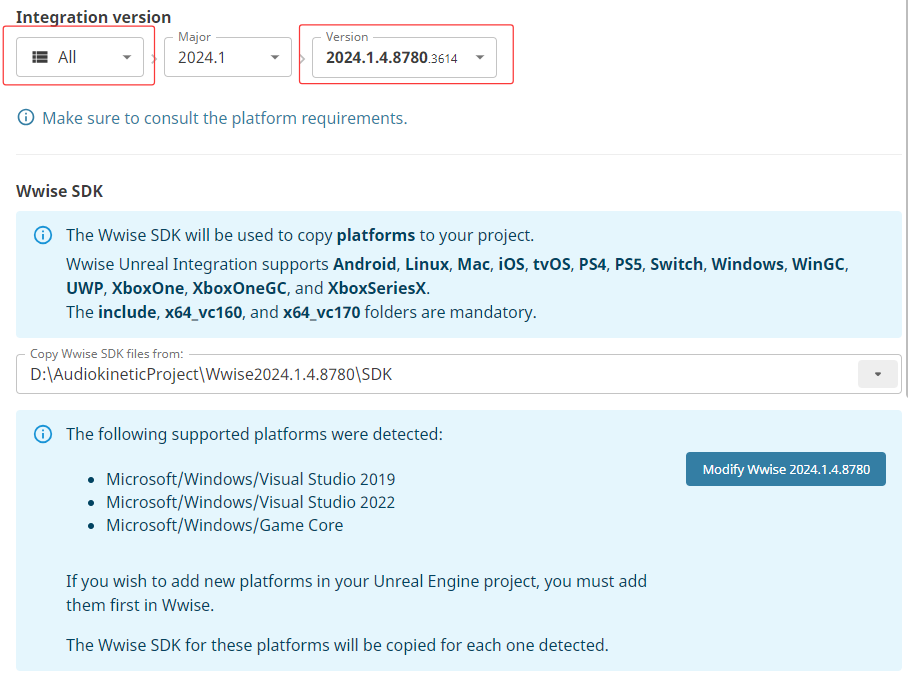 Integration version
All
Major
2024.1
Version
2024.1.4.8780.3614
Make sure to consult the platform requirements.
Wwise SDK
The Wwise SDK will be used to copy platforms to your project.
Wwise Unreal Integration supports Android, Linux, Mac, iOS, tvOS, PS4, PS5, Switch, Windows, WinGC,
UWP, XboxOne, XboxOneGC, and XboxSeriesX.
The include, x64_vc160, and x64_vc170 folders are mandatory.
Copy Wwise SDK files from:
D:\AudiokineticProject\Wwise2024.1.4.8780\SDK
The following supported platforms were detected:
Modify Wwise 2024.1.4.8780
Microsoft/Windows/Visual Studio 2019
Microsoft/Windows/Visual Studio 2022
Microsoft/Windows/Game Core
If you wish to add new platforms in your Unreal Engine project, you must add
them first in Wwise.
The Wwise SDK for these platforms will be copied for each one detected.